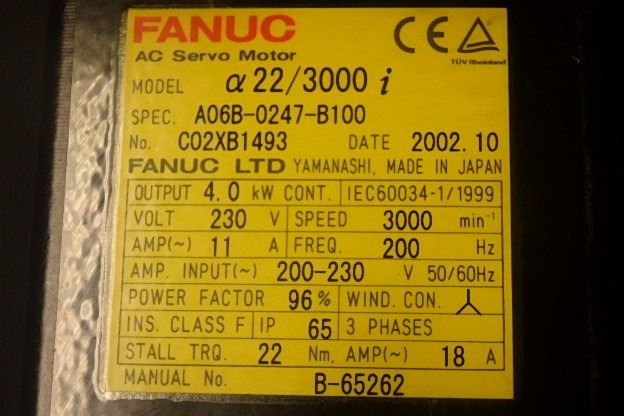 FANUC
AC Servo Motor
CE
TÜV Rheinland
MODEL α22/3000 i
SPEC. A06B-0247-B100
No. C02XB1493 DATE 2002.10
FANUC LTD YAMANASHI, MADE IN JAPAN
OUTPUT 4.0 kW CONT. IEC60034-1/1999
VOLT 230 V SPEED 3000 min⁻¹
AMP(~) 11 A FREQ. 200 Hz
AMP. INPUT(~) 200-230 V 50/60Hz
POWER FACTOR 96% WIND. CON.
INS. CLASS F IP 65 3 PHASES
STALL TRQ. 22 Nm, AMP(~) 18 A
MANUAL No. B-65262